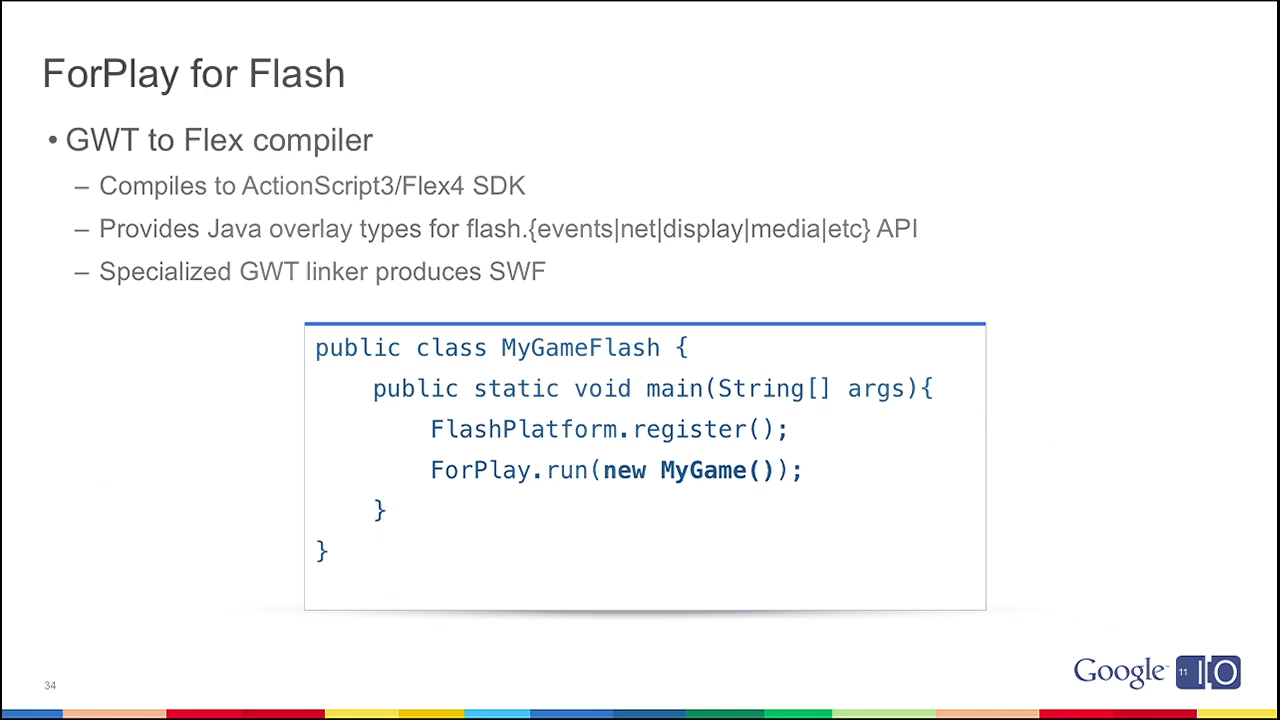 ForPlay for Flash
• GWT to Flex compiler
– Compiles to ActionScript3/Flex4 SDK
– Provides Java overlay types for flash.{events|net|display|media|etc} API
– Specialized GWT linker produces SWF
public class MyGameFlash {
    public static void main(String[] args){
        FlashPlatform.register();
        ForPlay.run(new MyGame());
    }
}
34
Google 11 IO